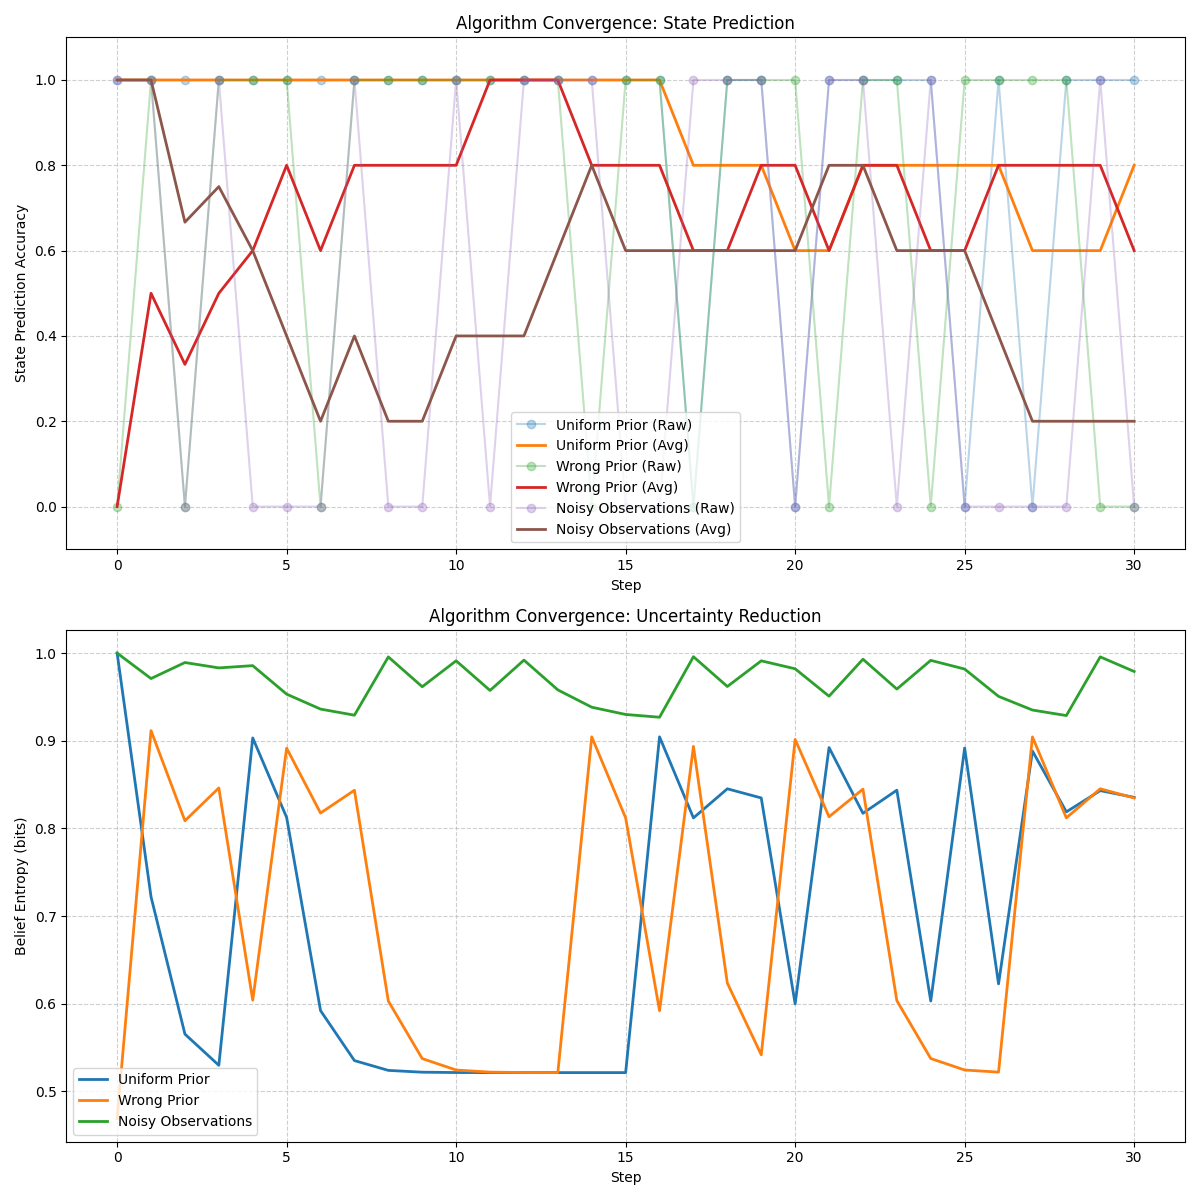 Algorithm Convergence: State Prediction
State Prediction Accuracy
1.0
0.8
0.6
0.4
0.2
0.0
Uniform Prior (Raw)
Uniform Prior (Avg)
Wrong Prior (Raw)
Wrong Prior (Avg)
Noisy Observations (Raw)
Noisy Observations (Avg)
0 5 10 15 20 25 30
Step
Algorithm Convergence: Uncertainty Reduction
Belief Entropy (bits)
1.0
0.9
0.8
0.7
0.6
0.5
Uniform Prior
Wrong Prior
Noisy Observations
0 5 10 15 20 25 30
Step